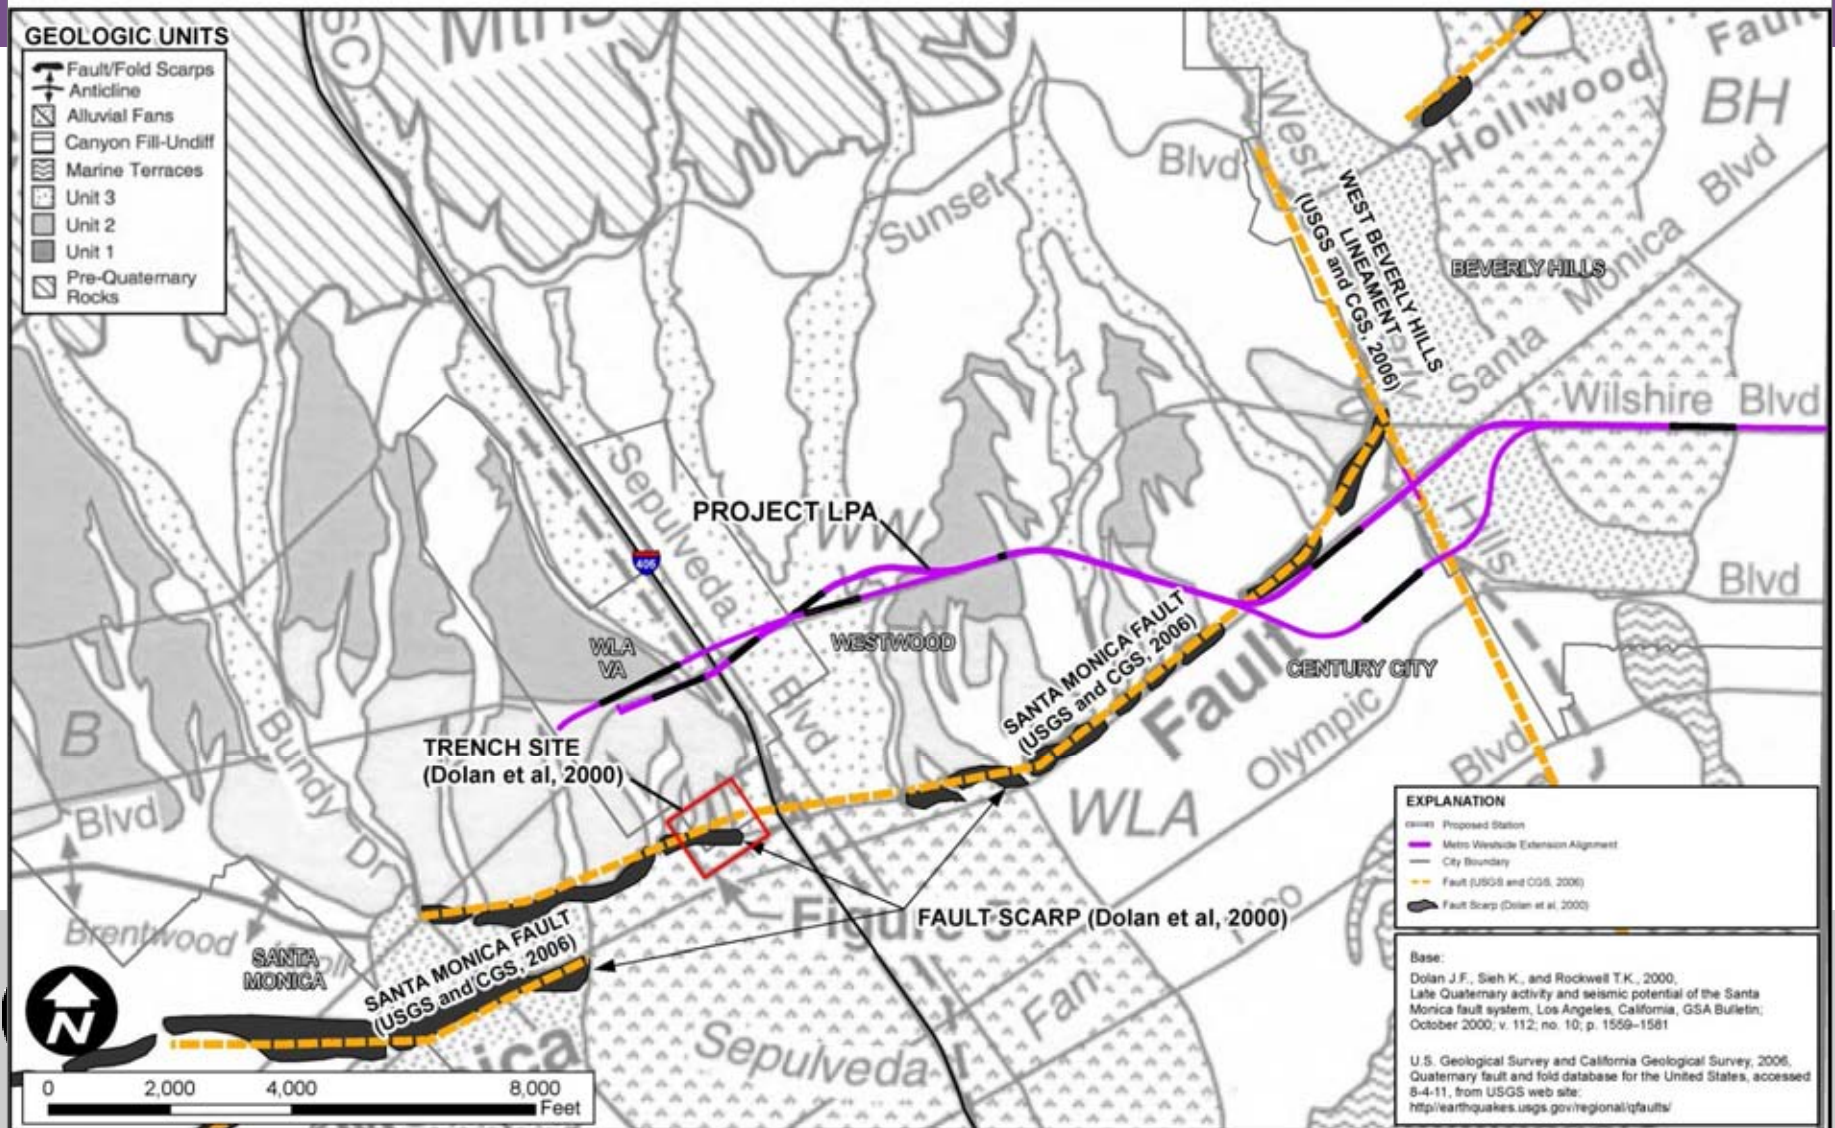 GEOLOGIC UNITS
Fault/Fold Scarps
Anticline
Alluvial Fans
Canyon Fill-Undiff
Marine Terraces
Unit 3
Unit 2
Unit 1
Pre-Quaternary
Rocks
SC
Mtns
Fault
BH
Hollwood
West
Blvd
Sunset
Blvd
WEST BEVERLY HILLS
LINEAMENT
(USGS and CGS, 2006)
BEVERLY HILLS
Santa Monica
Wilshire Blvd
Hills
Blvd
Sepulveda
Blvd
405
PROJECT LPA
WW
WLA
VA
WESTWOOD
SANTA MONICA FAULT
(USGS and CGS, 2006)
Fault
CENTURY CITY
Olympic
Blvd
WLA
B
Bundy
Dr
Blvd
TRENCH SITE
(Dolan et al, 2000)
FAULT SCARP (Dolan et al, 2000)
Brentwood
SANTA
MONICA
SANTA MONICA FAULT
(USGS and CGS, 2006)
Sepulveda
Fan
N
0 2,000 4,000 8,000
Feet
EXPLANATION
Proposed Station
Metro Westside Extension Alignment
City Boundary
Fault (USGS and CGS, 2006)
Fault Scarp (Dolan et al, 2000)
Base:
Dolan J.F., Sieh K., and Rockwell T.K., 2000,
Late Quaternary activity and seismic potential of the Santa
Monica fault system, Los Angeles, California, GSA Bulletin;
October 2000; v. 112; no. 10; p. 1559–1581
U.S. Geological Survey and California Geological Survey, 2006,
Quaternary fault and fold database for the United States, accessed
8-4-11, from USGS web site:
http//earthquakes.usgs.gov/regional/qfaults/